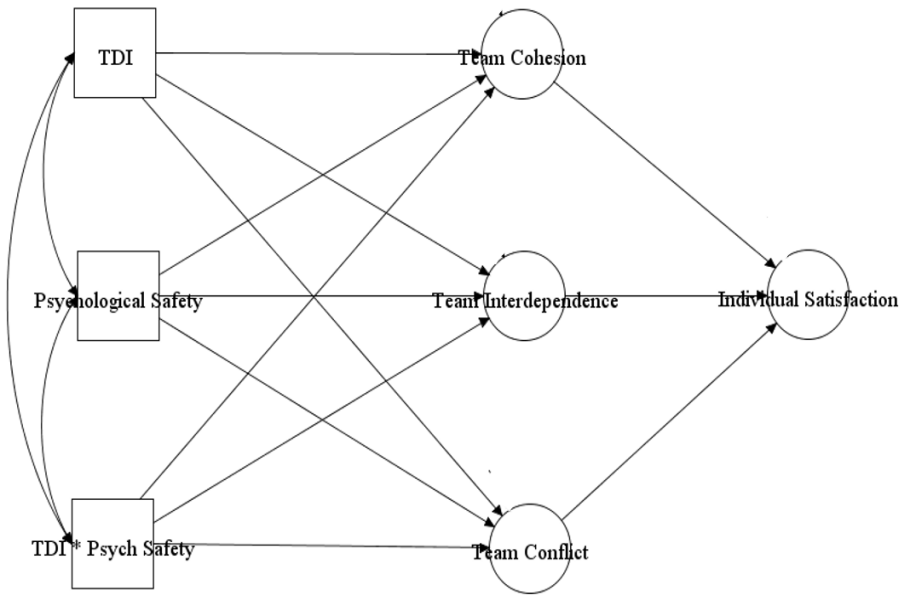 TDI
Team Cohesion
Psychological Safety
Team Interdependence
Individual Satisfaction
TDI * Psych Safety
Team Conflict